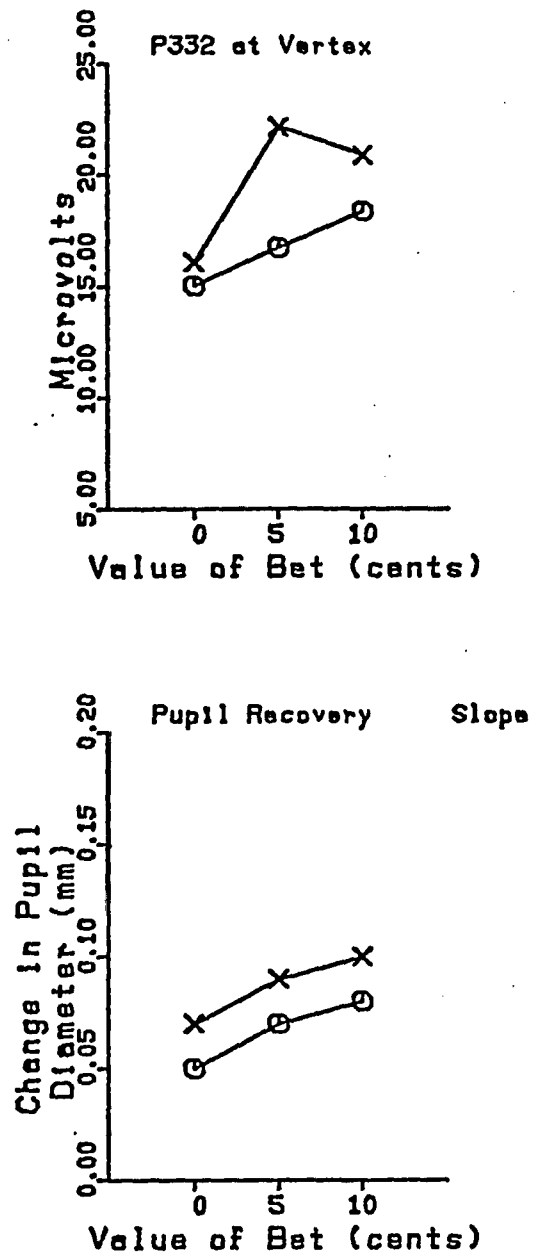 P332 at Vertex
25.00
20.00
15.00
10.00
5.00
Microvolts
0 5 10
Value of Bet (cents)
Pupil Recovery Slope
0.20
0.15
0.10
0.05
0.00
Change in Pupil
Diameter (mm)
0 5 10
Value of Bet (cents)